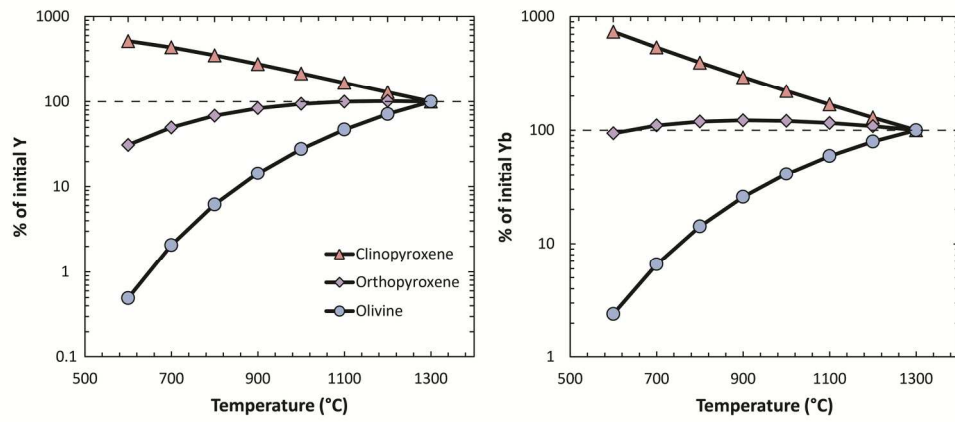 1000
100
10
1
0.1
% of initial Y
Clinopyroxene
Orthopyroxene
Olivine
500 700 900 1100 1300
Temperature (°C)
1000
100
10
1
% of initial Yb
500 700 900 1100 1300
Temperature (°C)